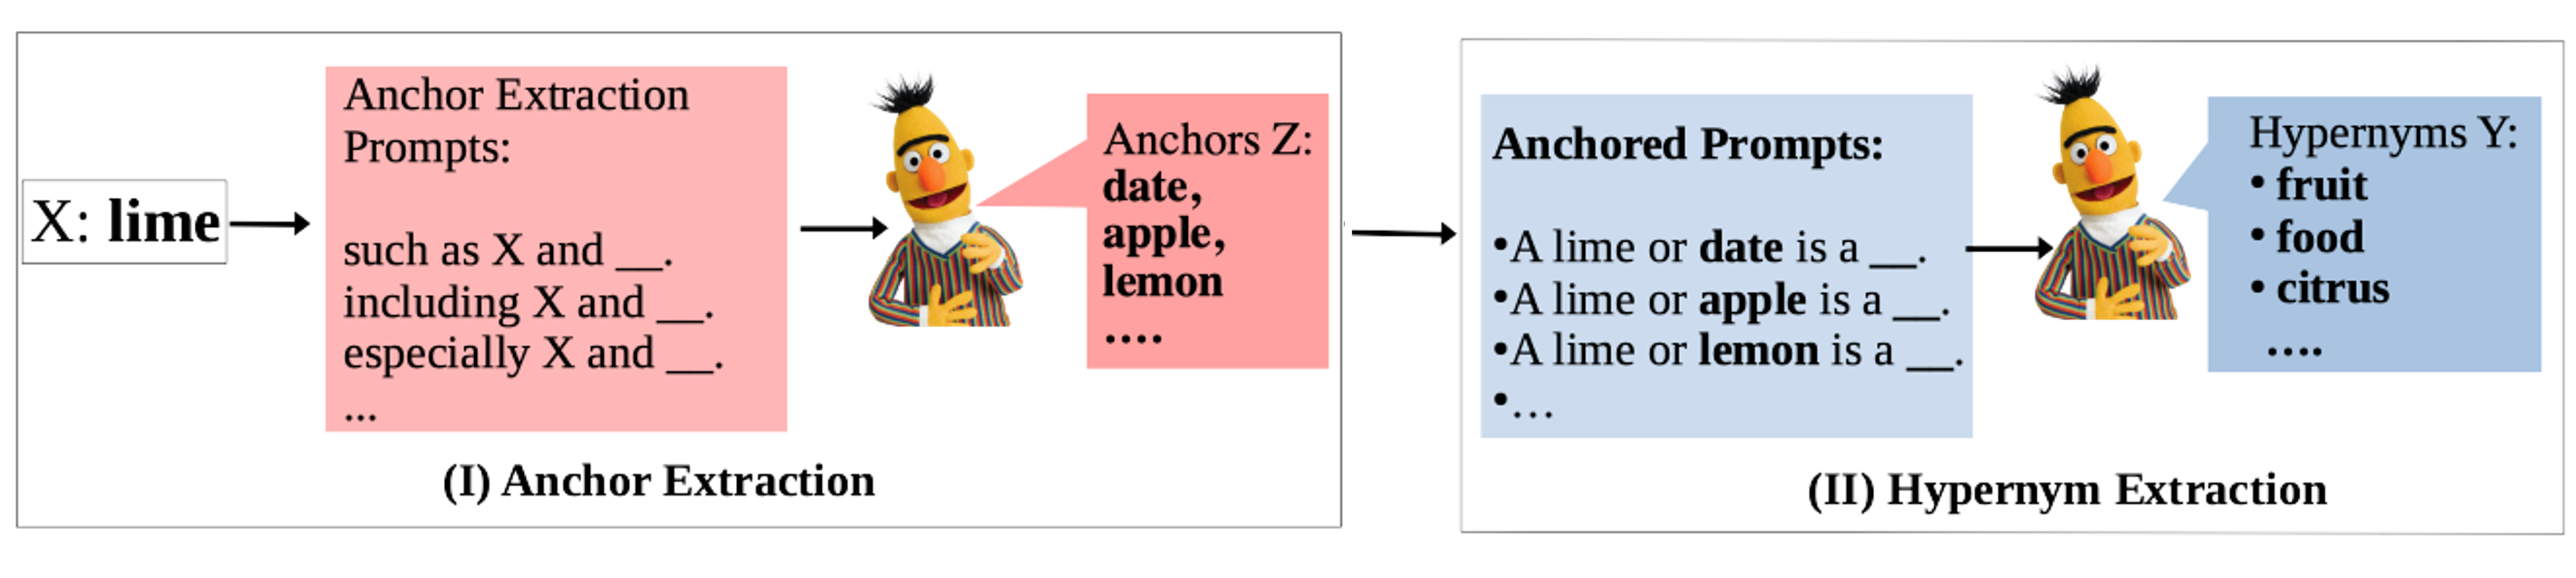 X: lime
Anchor Extraction
Prompts:
such as X and __.
including X and __.
especially X and __.
...
Anchors Z:
date,
apple,
lemon
....
(I) Anchor Extraction
Anchored Prompts:
•A lime or date is a __.
•A lime or apple is a __.
•A lime or lemon is a __.
•...
Hypernyms Y:
• fruit
• food
• citrus
....
(II) Hypernym Extraction